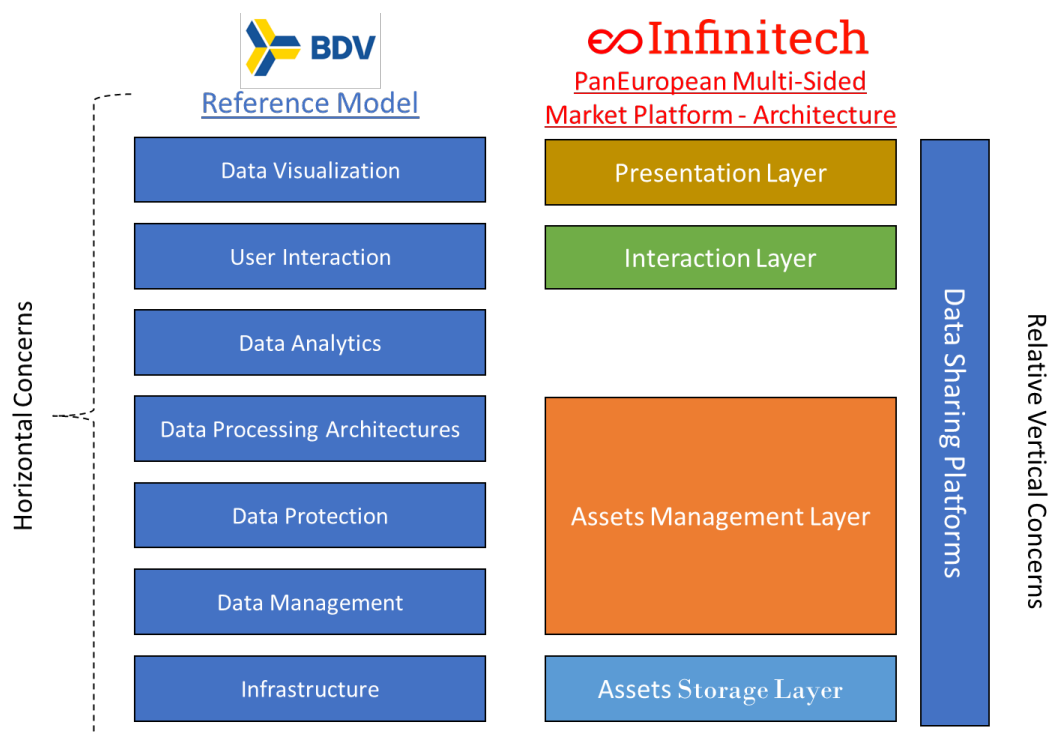 BDV
Reference Model
Infinitech
PanEuropean Multi-Sided
Market Platform - Architecture
Horizontal Concerns
Data Visualization
User Interaction
Data Analytics
Data Processing Architectures
Data Protection
Data Management
Infrastructure
Presentation Layer
Interaction Layer
Assets Management Layer
Assets Storage Layer
Data Sharing Platforms
Relative Vertical Concerns